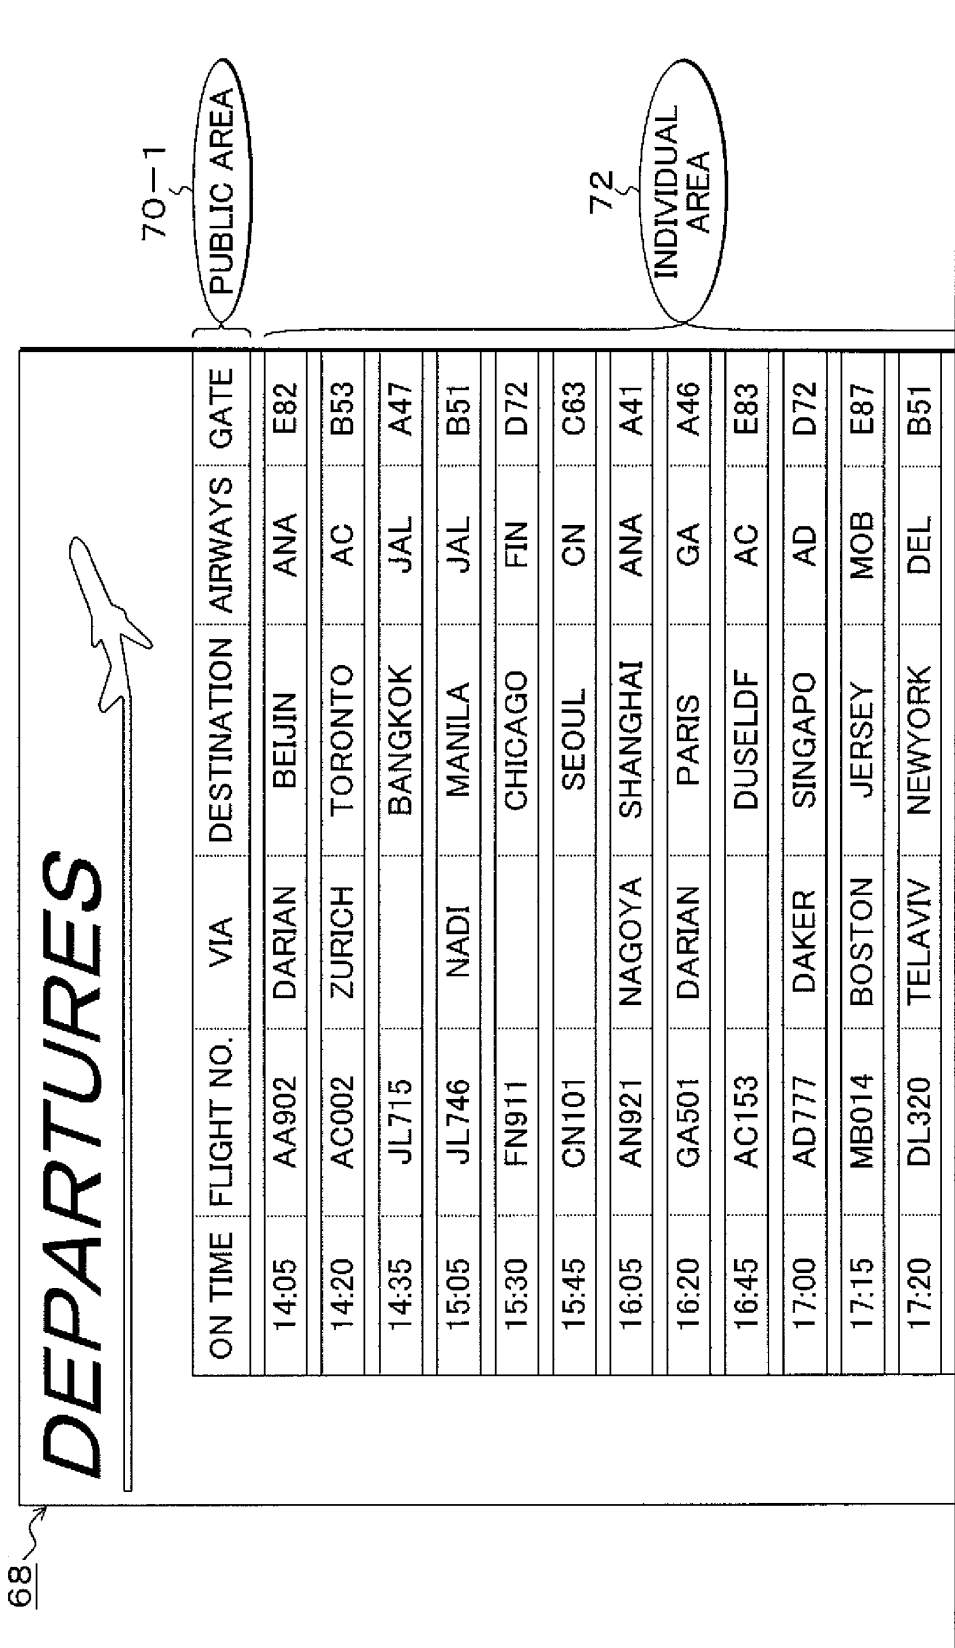 68
DEPARTURES
70-1
ON TIME FLIGHT NO. VIA DESTINATION AIRWAYS GATE
PUBLIC AREA
14:05 AA902 DARIAN BEIJIN ANA E82
14:20 AC002 ZURICH TORONTO AC B53
14:35 JL715 BANGKOK JAL A47
15:05 JL746 NADI MANILA JAL B51
15:30 FN911 CHICAGO FIN D72
15:45 CN101 SEOUL CN C63
16:05 AN921 NAGOYA SHANGHAI ANA A41
72
INDIVIDUAL
AREA
16:20 GA501 DARIAN PARIS GA A46
16:45 AC153 DUSELDF AC E83
17:00 AD777 DAKER SINGAPO AD D72
17:15 MB014 BOSTON JERSEY MOB E87
17:20 DL320 TELAVIV NEWYORK DEL B51